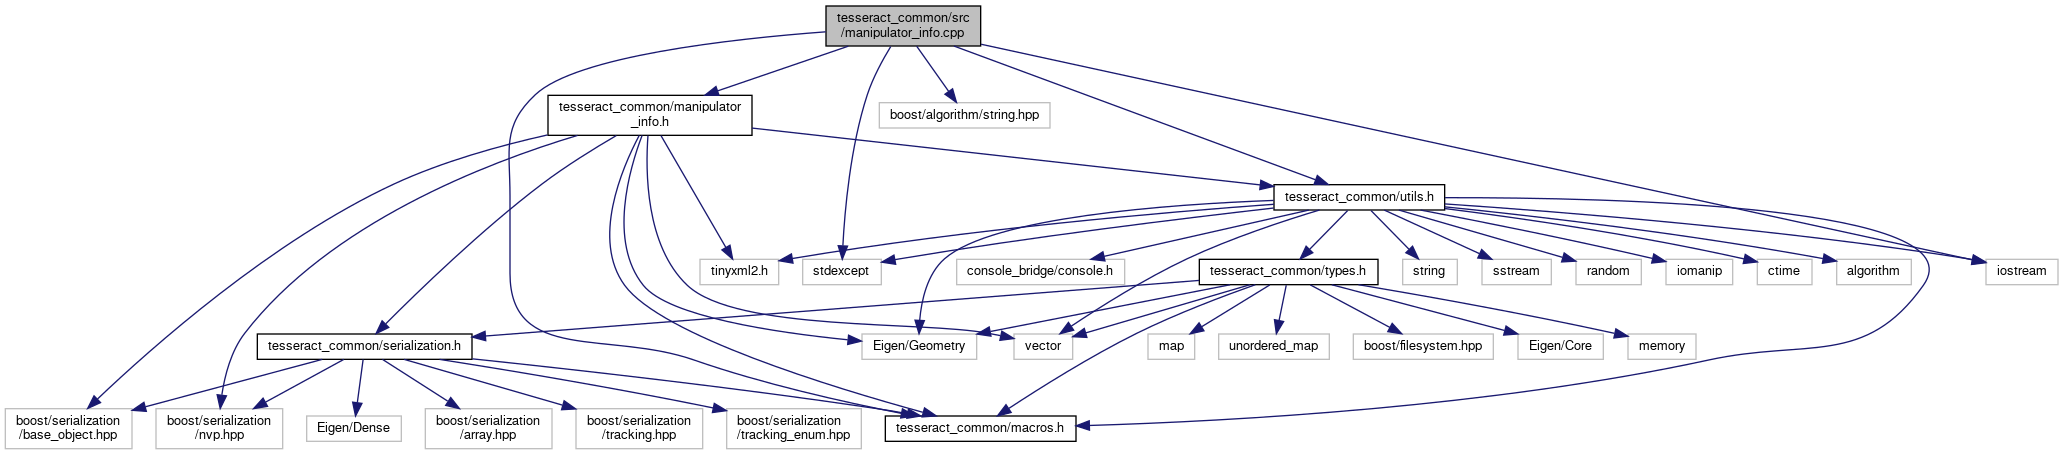 tesseract_common/src
/manipulator_info.cpp
tesseract_common/manipulator
_info.h
boost/algorithm/string.hpp
tesseract_common/utils.h
tinyxml2.h
stdexcept
console_bridge/console.h
tesseract_common/types.h
string
sstream
random
iomanip
ctime
algorithm
iostream
tesseract_common/serialization.h
Eigen/Geometry
vector
map
unordered_map
boost/filesystem.hpp
Eigen/Core
memory
boost/serialization
/base_object.hpp
boost/serialization
/nvp.hpp
Eigen/Dense
boost/serialization
/array.hpp
boost/serialization
/tracking.hpp
boost/serialization
/tracking_enum.hpp
tesseract_common/macros.h